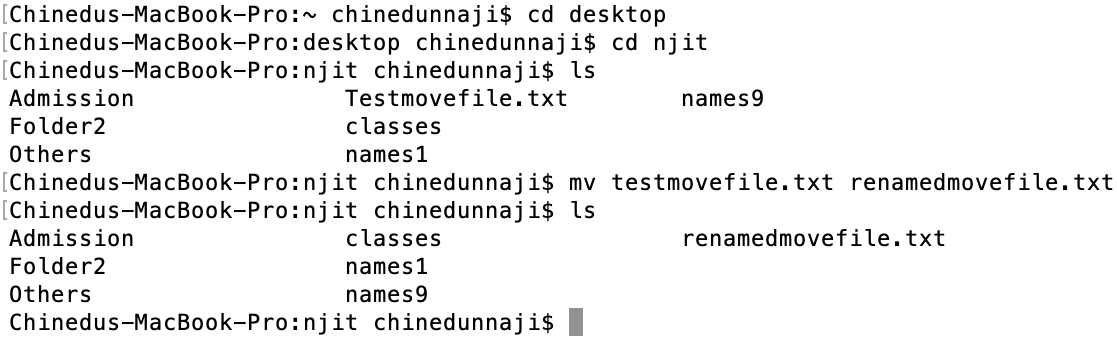 [Chinedus-MacBook-Pro:~ chinedunnaji$ cd desktop
[Chinedus-MacBook-Pro:desktop chinedunnaji$ cd njit
[Chinedus-MacBook-Pro:njit chinedunnaji$ ls
Admission Testmovefile.txt names9
Folder2 classes
Others names1
[Chinedus-MacBook-Pro:njit chinedunnaji$ mv testmovefile.txt renamedmovefile.txt
[Chinedus-MacBook-Pro:njit chinedunnaji$ ls
Admission classes renamedmovefile.txt
Folder2 names1
Others names9
Chinedus-MacBook-Pro:njit chinedunnaji$